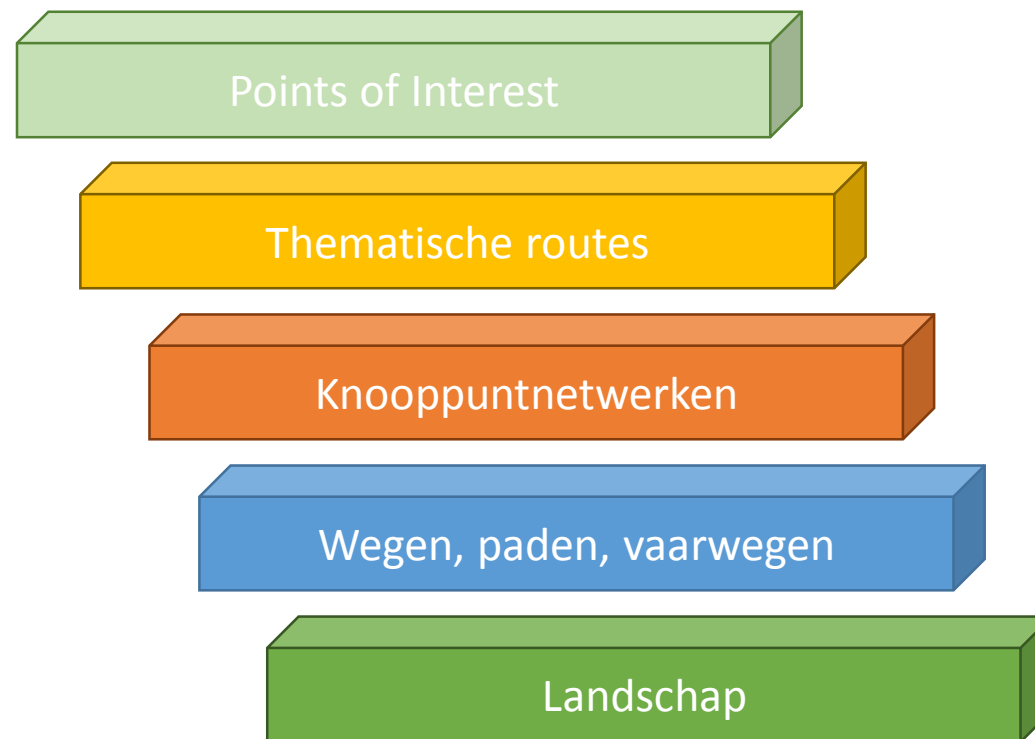 Points of Interest
Thematische routes
Knooppuntnetwerken
Wegen, paden, vaarwegen
Landschap